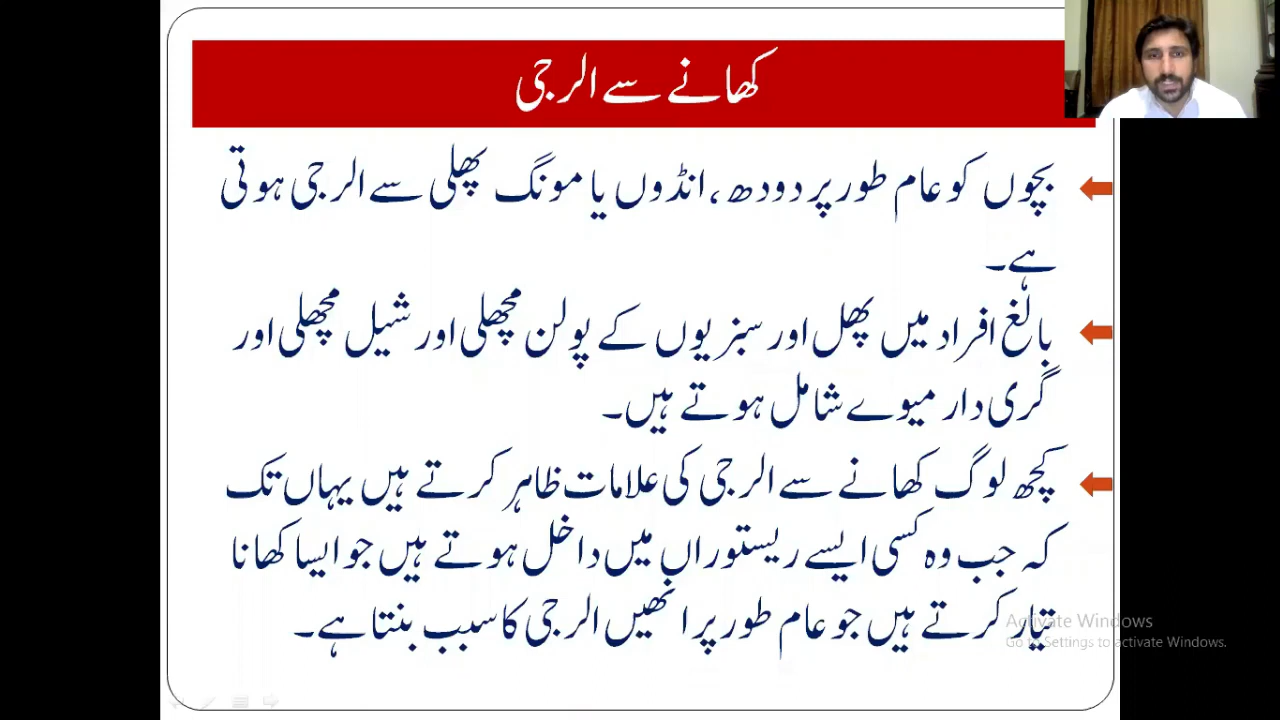 کھانے سے الرجی
بچوں کو عام طور پر دودھ، انڈوں یا مونگ پھلی سے الرجی ہوتی
ہے۔
بالغ افراد میں پھل اور سبزیوں کے پولن مچھلی اور شیل مچھلی اور
گری دار میوے شامل ہوتے ہیں۔
کچھ لوگ کھانے سے الرجی کی علامات ظاہر کرتے ہیں یہاں تک
کہ جب وہ کسی ایسے ریستوراں میں داخل ہوتے ہیں جو ایسا کھانا
تیار کرتے ہیں جو عام طور پر انھیں الرجی کا سبب بنتا ہے۔
Activate Windows
Go to Settings to activate Windows.